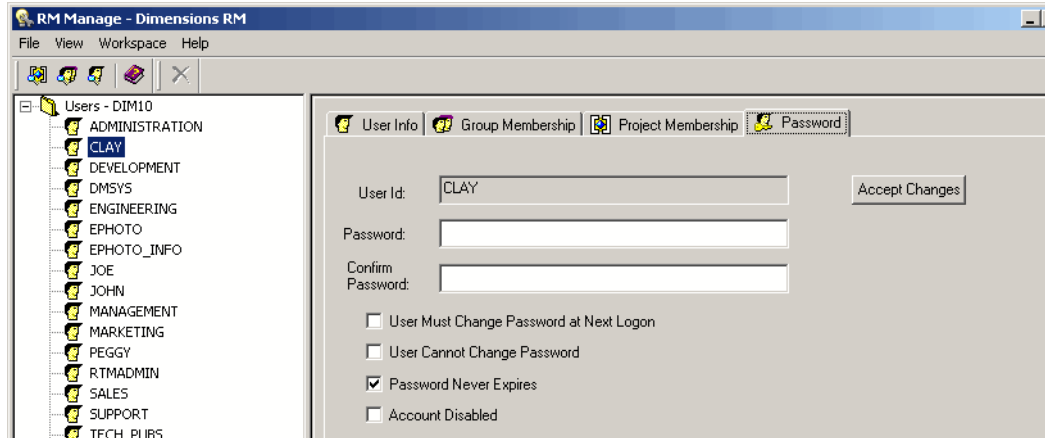 RM Manage - Dimensions RM
File View Workspace Help
Users - DIM10
ADMINISTRATION
CLAY
DEVELOPMENT
DMSYS
ENGINEERING
EPHOTO
EPHOTO_INFO
JOE
JOHN
MANAGEMENT
MARKETING
PEGGY
RTMADMIN
SALES
SUPPORT
TECH_PUBS
User Info Group Membership Project Membership Password
User Id: CLAY Accept Changes
Password:
Confirm
Password:
User Must Change Password at Next Logon
User Cannot Change Password
Password Never Expires
Account Disabled